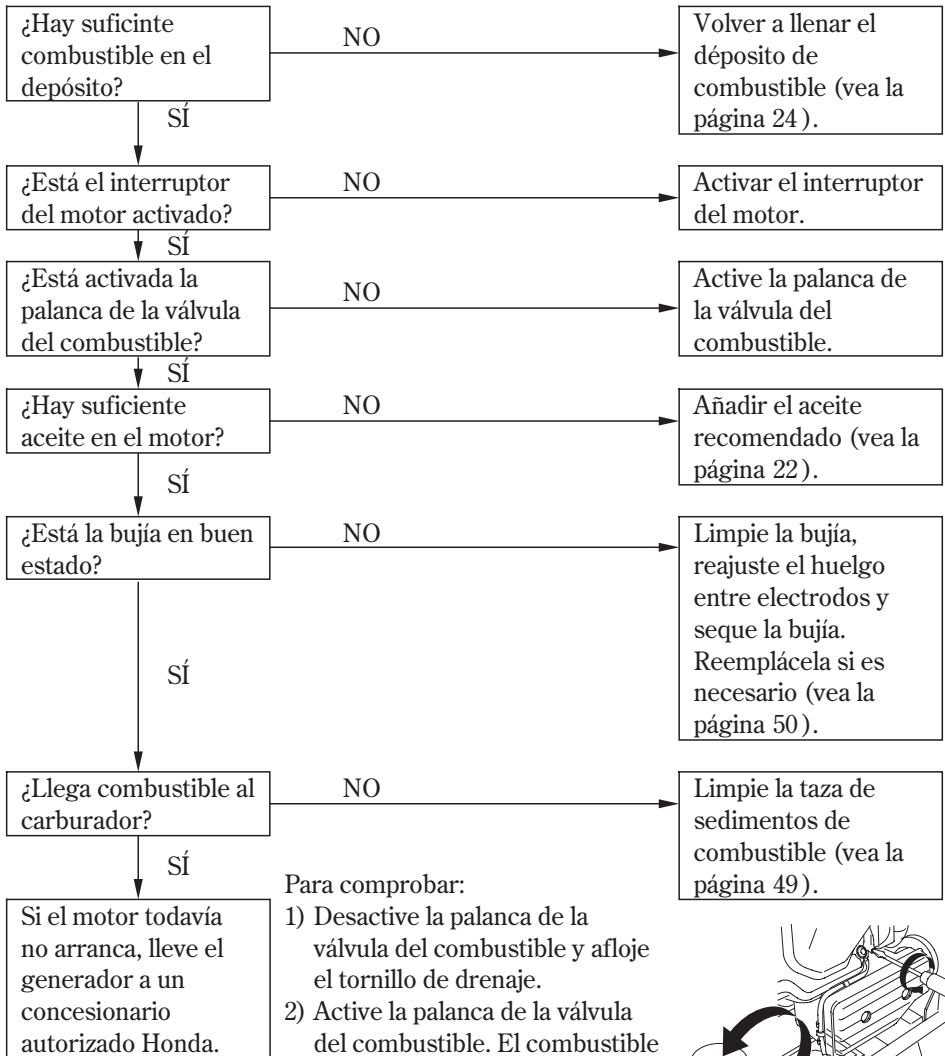 ¿Hay suficinte
combustible en el
depósito?
NO
Volver a llenar el
déposito de
combustible (vea la
página 24).
SÍ
¿Está el interruptor
del motor activado?
NO
Activar el interruptor
del motor.
SÍ
¿Está activada la
palanca de la válvula
del combustible?
NO
Active la palanca de
la válvula del
combustible.
SÍ
¿Hay suficiente
aceite en el motor?
NO
Añadir el aceite
recomendado (vea la
página 22).
SÍ
¿Está la bujía en buen
estado?
NO
Limpie la bujía,
reajuste el huelgo
entre electrodos y
seque la bujía.
Reemplácela si es
necesario (vea la
página 50).
SÍ
¿Llega combustible al
carburador?
NO
Limpie la taza de
sedimentos de
combustible (vea la
página 49).
SÍ
Si el motor todavía
no arranca, lleve el
generador a un
concesionario
autorizado Honda.
Para comprobar:
1) Desactive la palanca de la
válvula del combustible y afloje
el tornillo de drenaje.
2) Active la palanca de la válvula
del combustible. El combustible